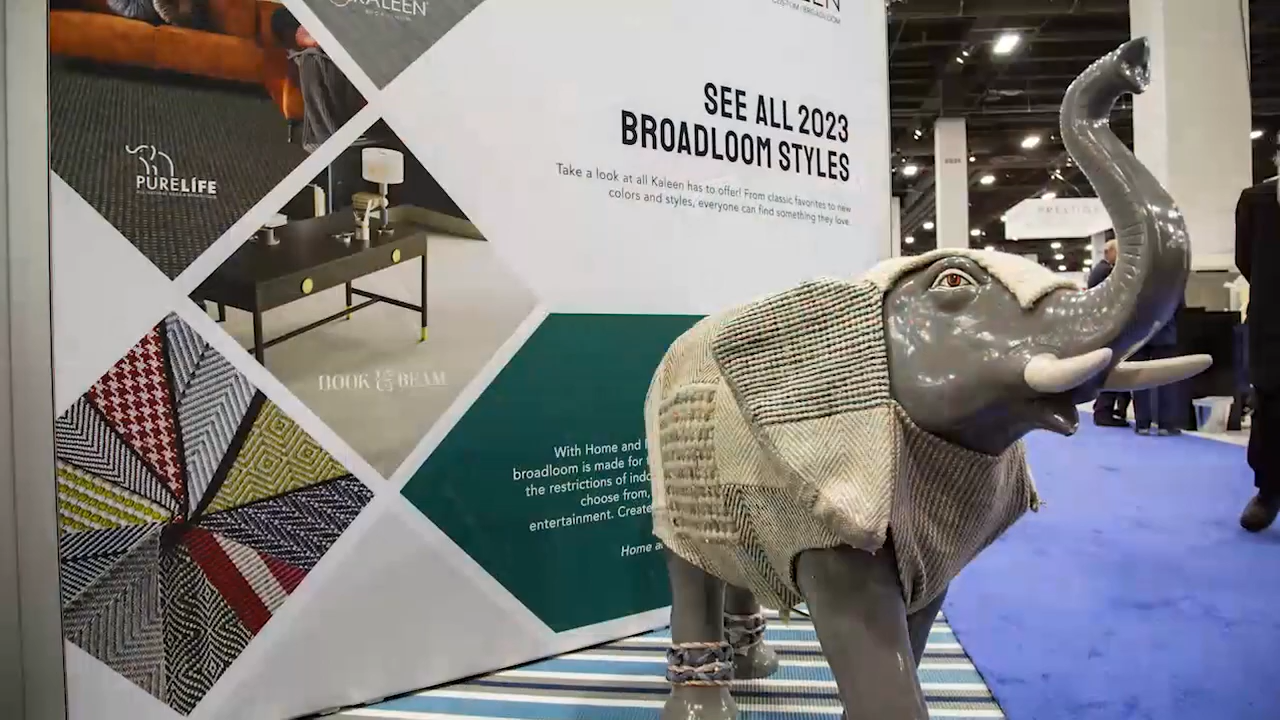 KALEEN
CUSTOM BROADLOOM
SEE ALL 2023
BROADLOOM STYLES
Take a look at all Kaleen has to offer! From classic favorites to new
colors and styles, everyone can find something they love.
PURELIFE
BOOK BEAM
With Home and
broadloom is made for
the restrictions of
choose from,
entertainment. Create
Home
PRESTIGE